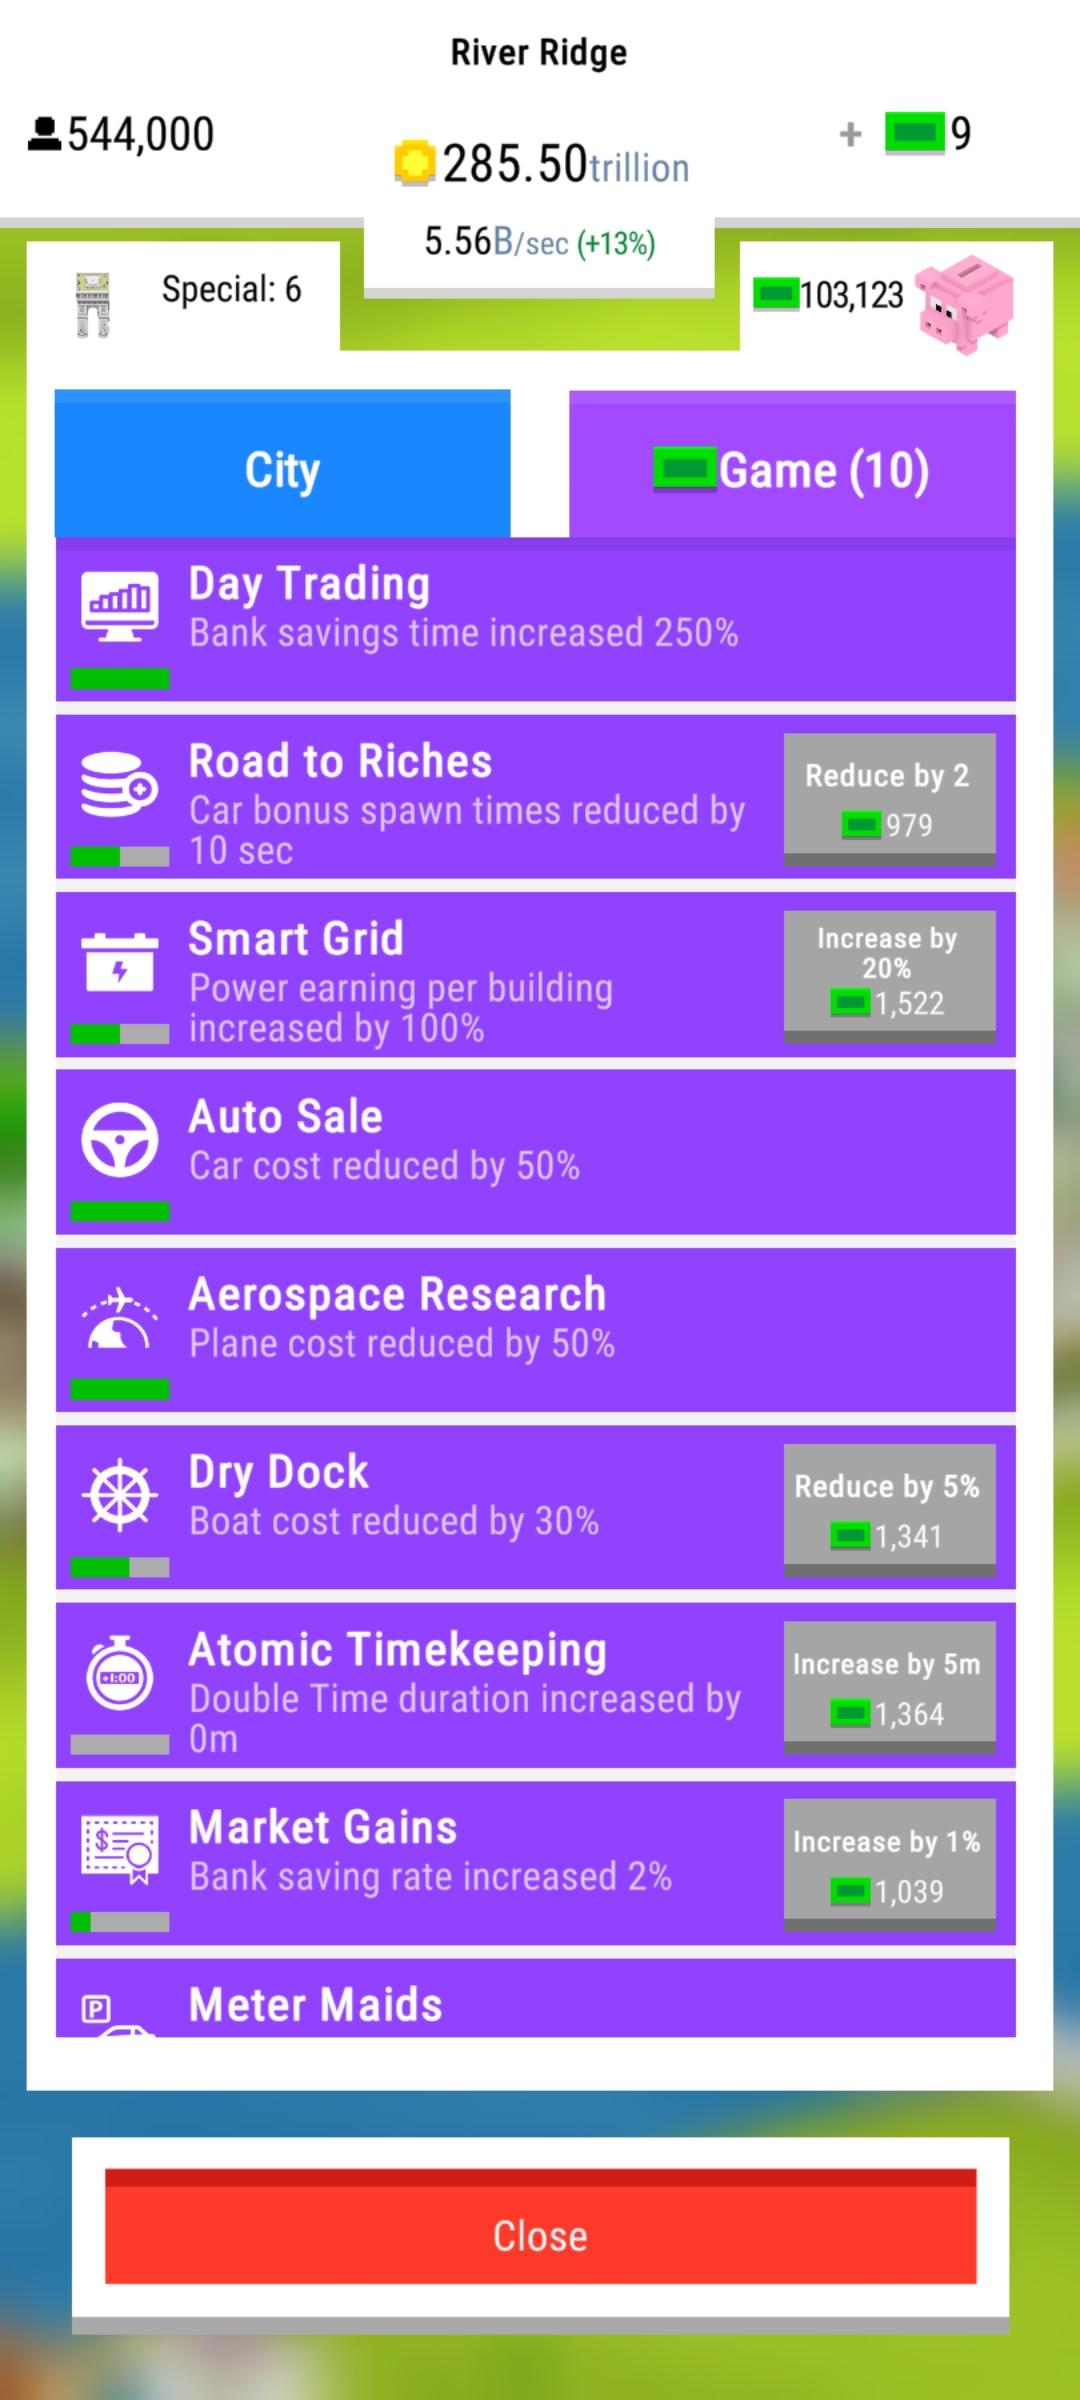 River Ridge
544,000
285.50trillion
+ 9
5.56B/sec (+13%)
Special: 6
103,123
City
Game (10)
Day Trading
Bank savings time increased 250%
Road to Riches
Car bonus spawn times reduced by
10 sec
Reduce by 2
979
Smart Grid
Power earning per building
increased by 100%
Increase by
20%
1,522
Auto Sale
Car cost reduced by 50%
Aerospace Research
Plane cost reduced by 50%
Dry Dock
Boat cost reduced by 30%
Reduce by 5%
1,341
+1:00
Atomic Timekeeping
Double Time duration increased by
0m
Increase by 5m
1,364
$
Market Gains
Bank saving rate increased 2%
Increase by 1%
1,039
P
Meter Maids
Close